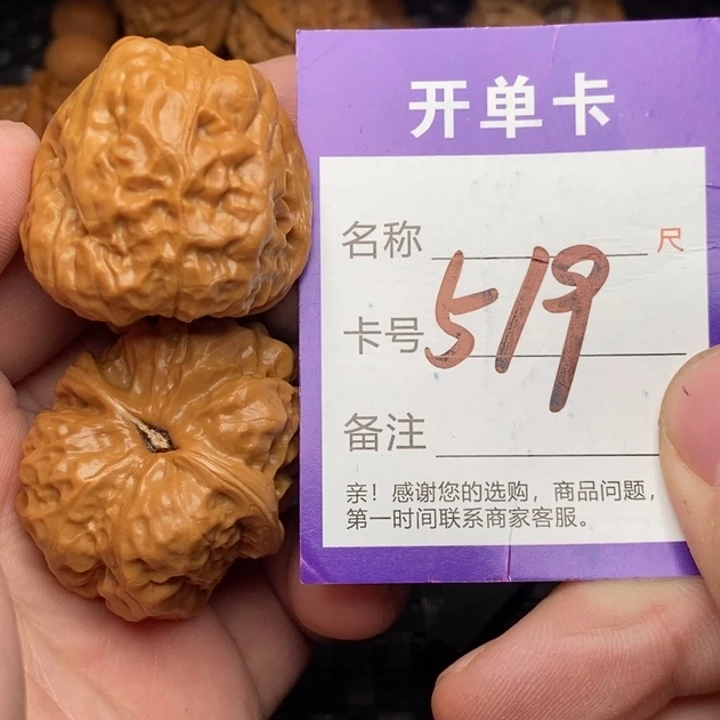 开单卡
名称 尺
卡号 519
备注
亲！感谢您的选购，商品问题，
第一时间联系商家客服。